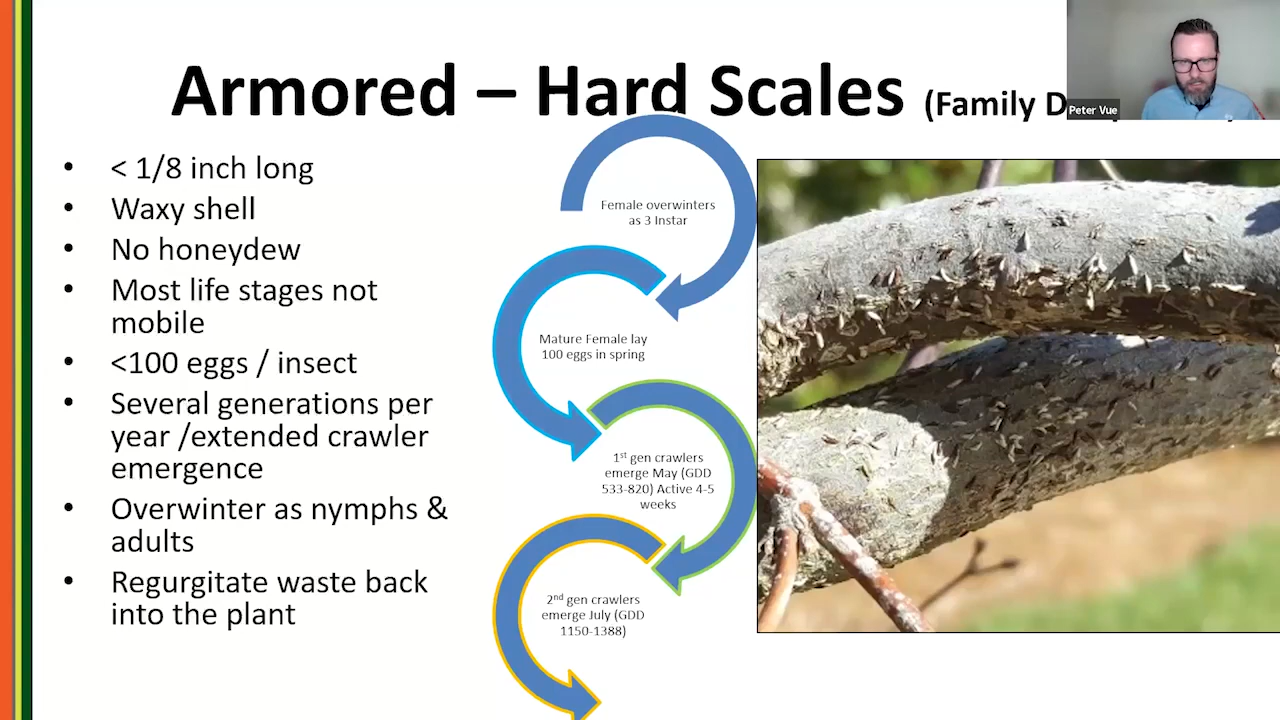 Armored – Hard Scales (Family
Peter Vue
• < 1/8 inch long
• Waxy shell
• No honeydew
• Most life stages not
mobile
• <100 eggs / insect
• Several generations per
year /extended crawler
emergence
• Overwinter as nymphs &
adults
• Regurgitate waste back
into the plant
Female overwinters
as 3 Instar
Mature Female lay
100 eggs in spring
1st gen crawlers
emerge May (GDD
533-820) Active 4-5
weeks
2nd gen crawlers
emerge July (GDD
1150-1388)